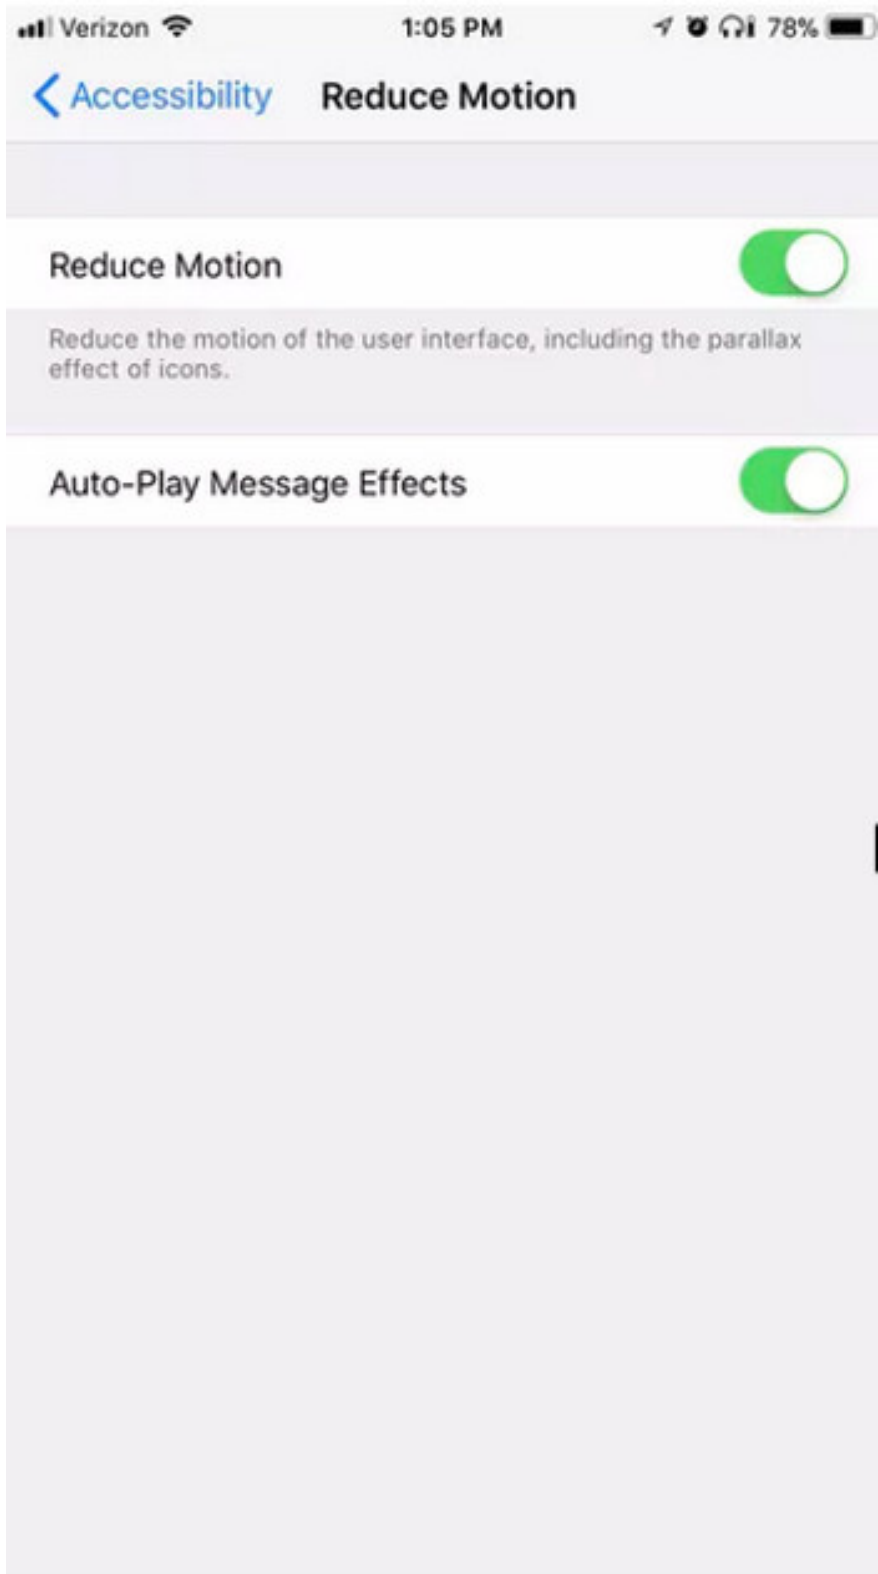 Verizon 1:05 PM 78%
Accessibility Reduce Motion
Reduce Motion
Reduce the motion of the user interface, including the parallax
effect of icons.
Auto-Play Message Effects